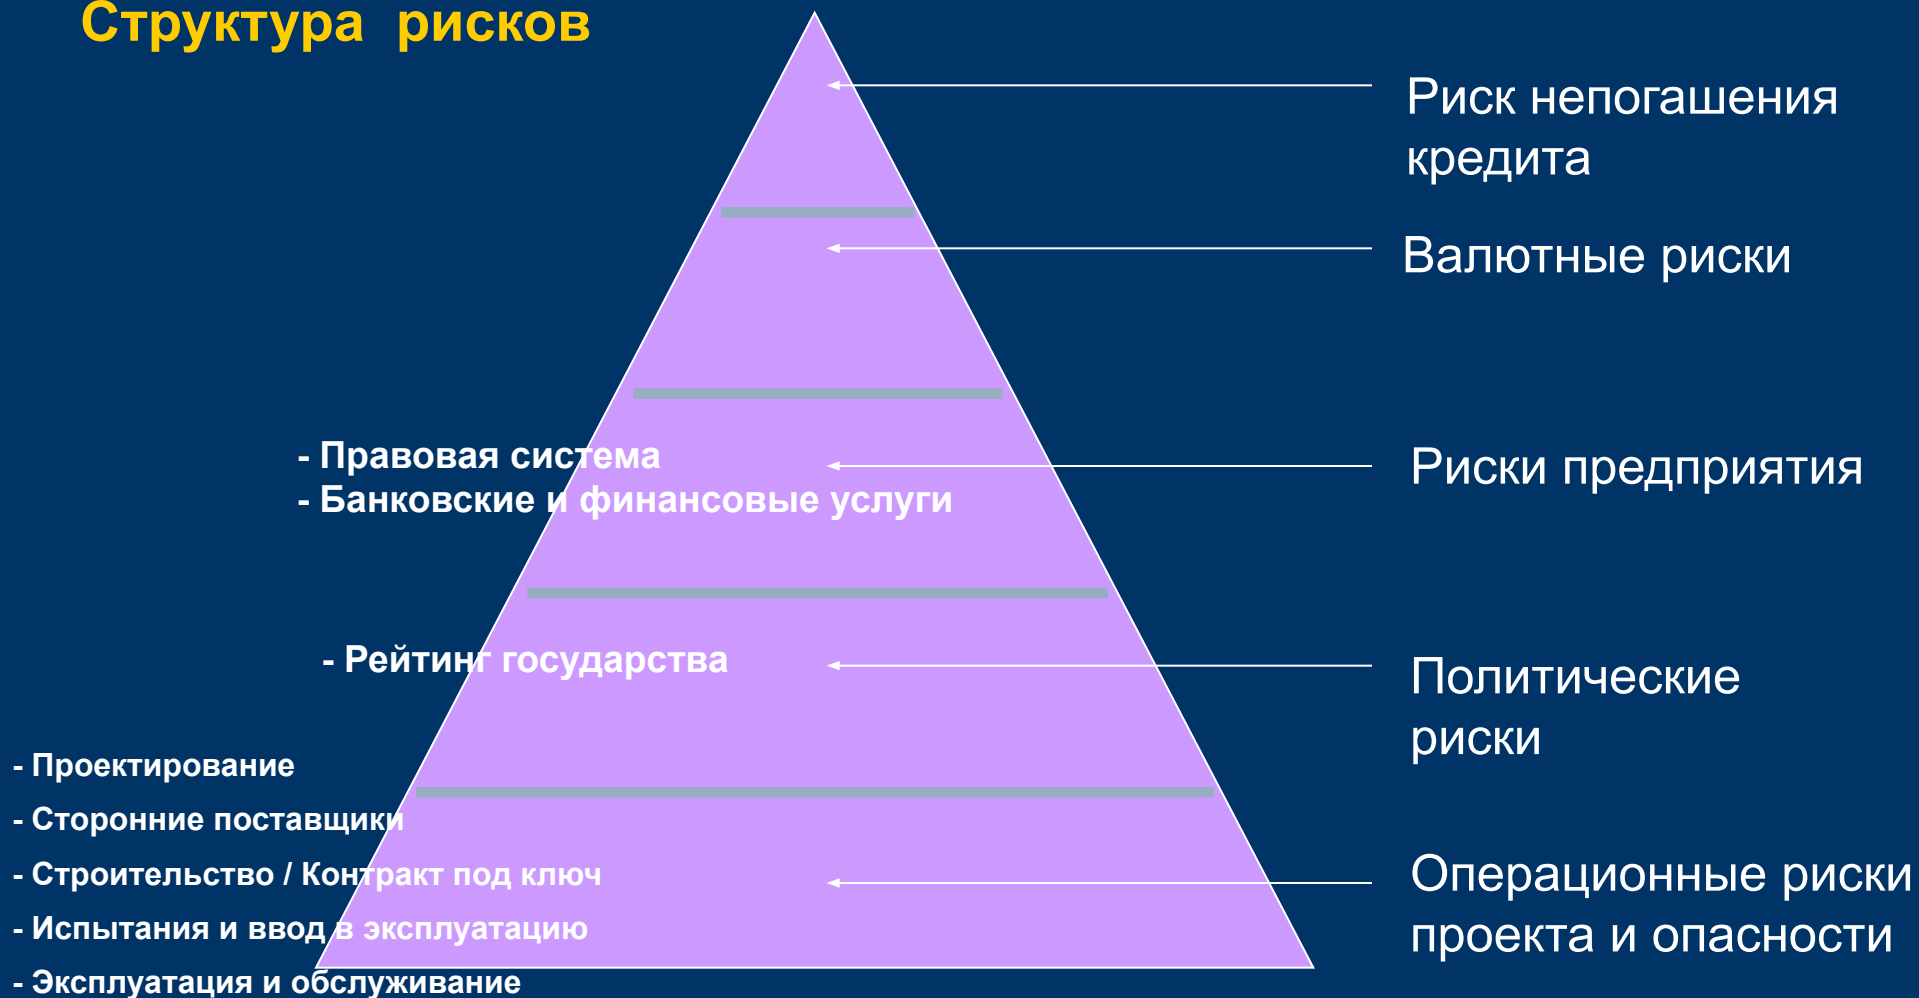 Структура рисков
Риск непогашения
кредита
Валютные риски
- Правовая система
- Банковские и финансовые услуги
Риски предприятия
- Рейтинг государства
Политические
риски
- Проектирование
- Сторонние поставщики
- Строительство / Контракт под ключ
- Испытания и ввод в эксплуатацию
- Эксплуатация и обслуживание
Операционные риски
проекта и опасности